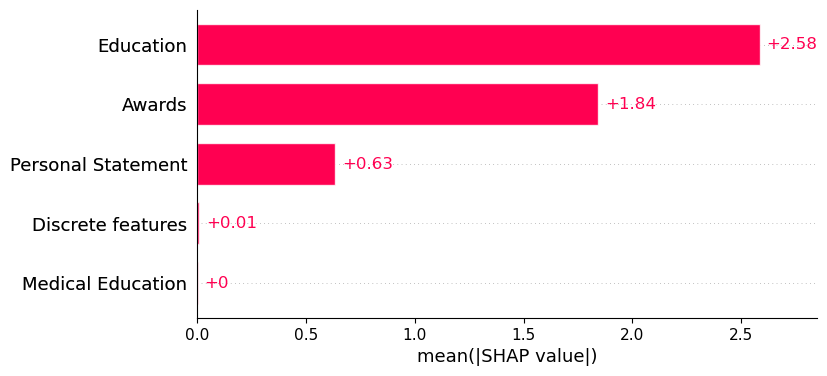 Education +2.58
Awards +1.84
Personal Statement +0.63
Discrete features +0.01
Medical Education +0
0.0 0.5 1.0 1.5 2.0 2.5
mean(|SHAP value|)